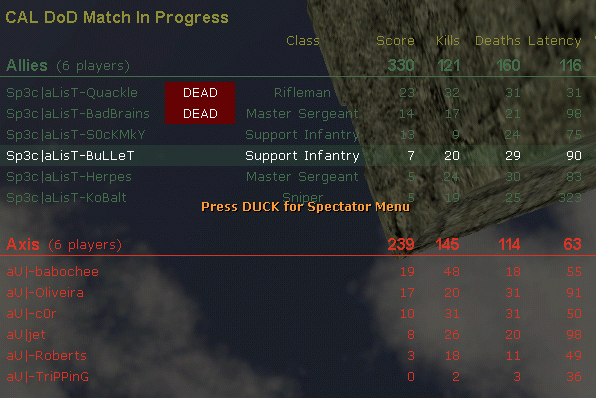 CAL DoD Match In Progress
Class Score Kills Deaths Latency
Allies (6 players) 330 121 160 116
Sp3c|aLisT-Quackle DEAD Rifleman 23 32 31 31
Sp3c|aLisT-BadBrains DEAD Master Sergeant 14 17 21 98
Sp3c|aLisT-S0cKMkY Support Infantry 13 9 24 75
Sp3c|aLisT-BuLLeT Support Infantry 7 20 29 90
Sp3c|aLisT-Herpes Master Sergeant 5 24 30 83
Sp3c|aLisT-KoBalt Sniper 5 19 25 323
Press DUCK for Spectator Menu
Axis (6 players) 239 145 114 63
aU|-babochee 19 48 18 55
aU|-Oliveira 17 20 31 91
aU|-c0r 10 31 31 50
aU|jet 8 26 20 98
aU|-Roberts 3 18 11 49
aU|-TriPPinG 0 2 3 36